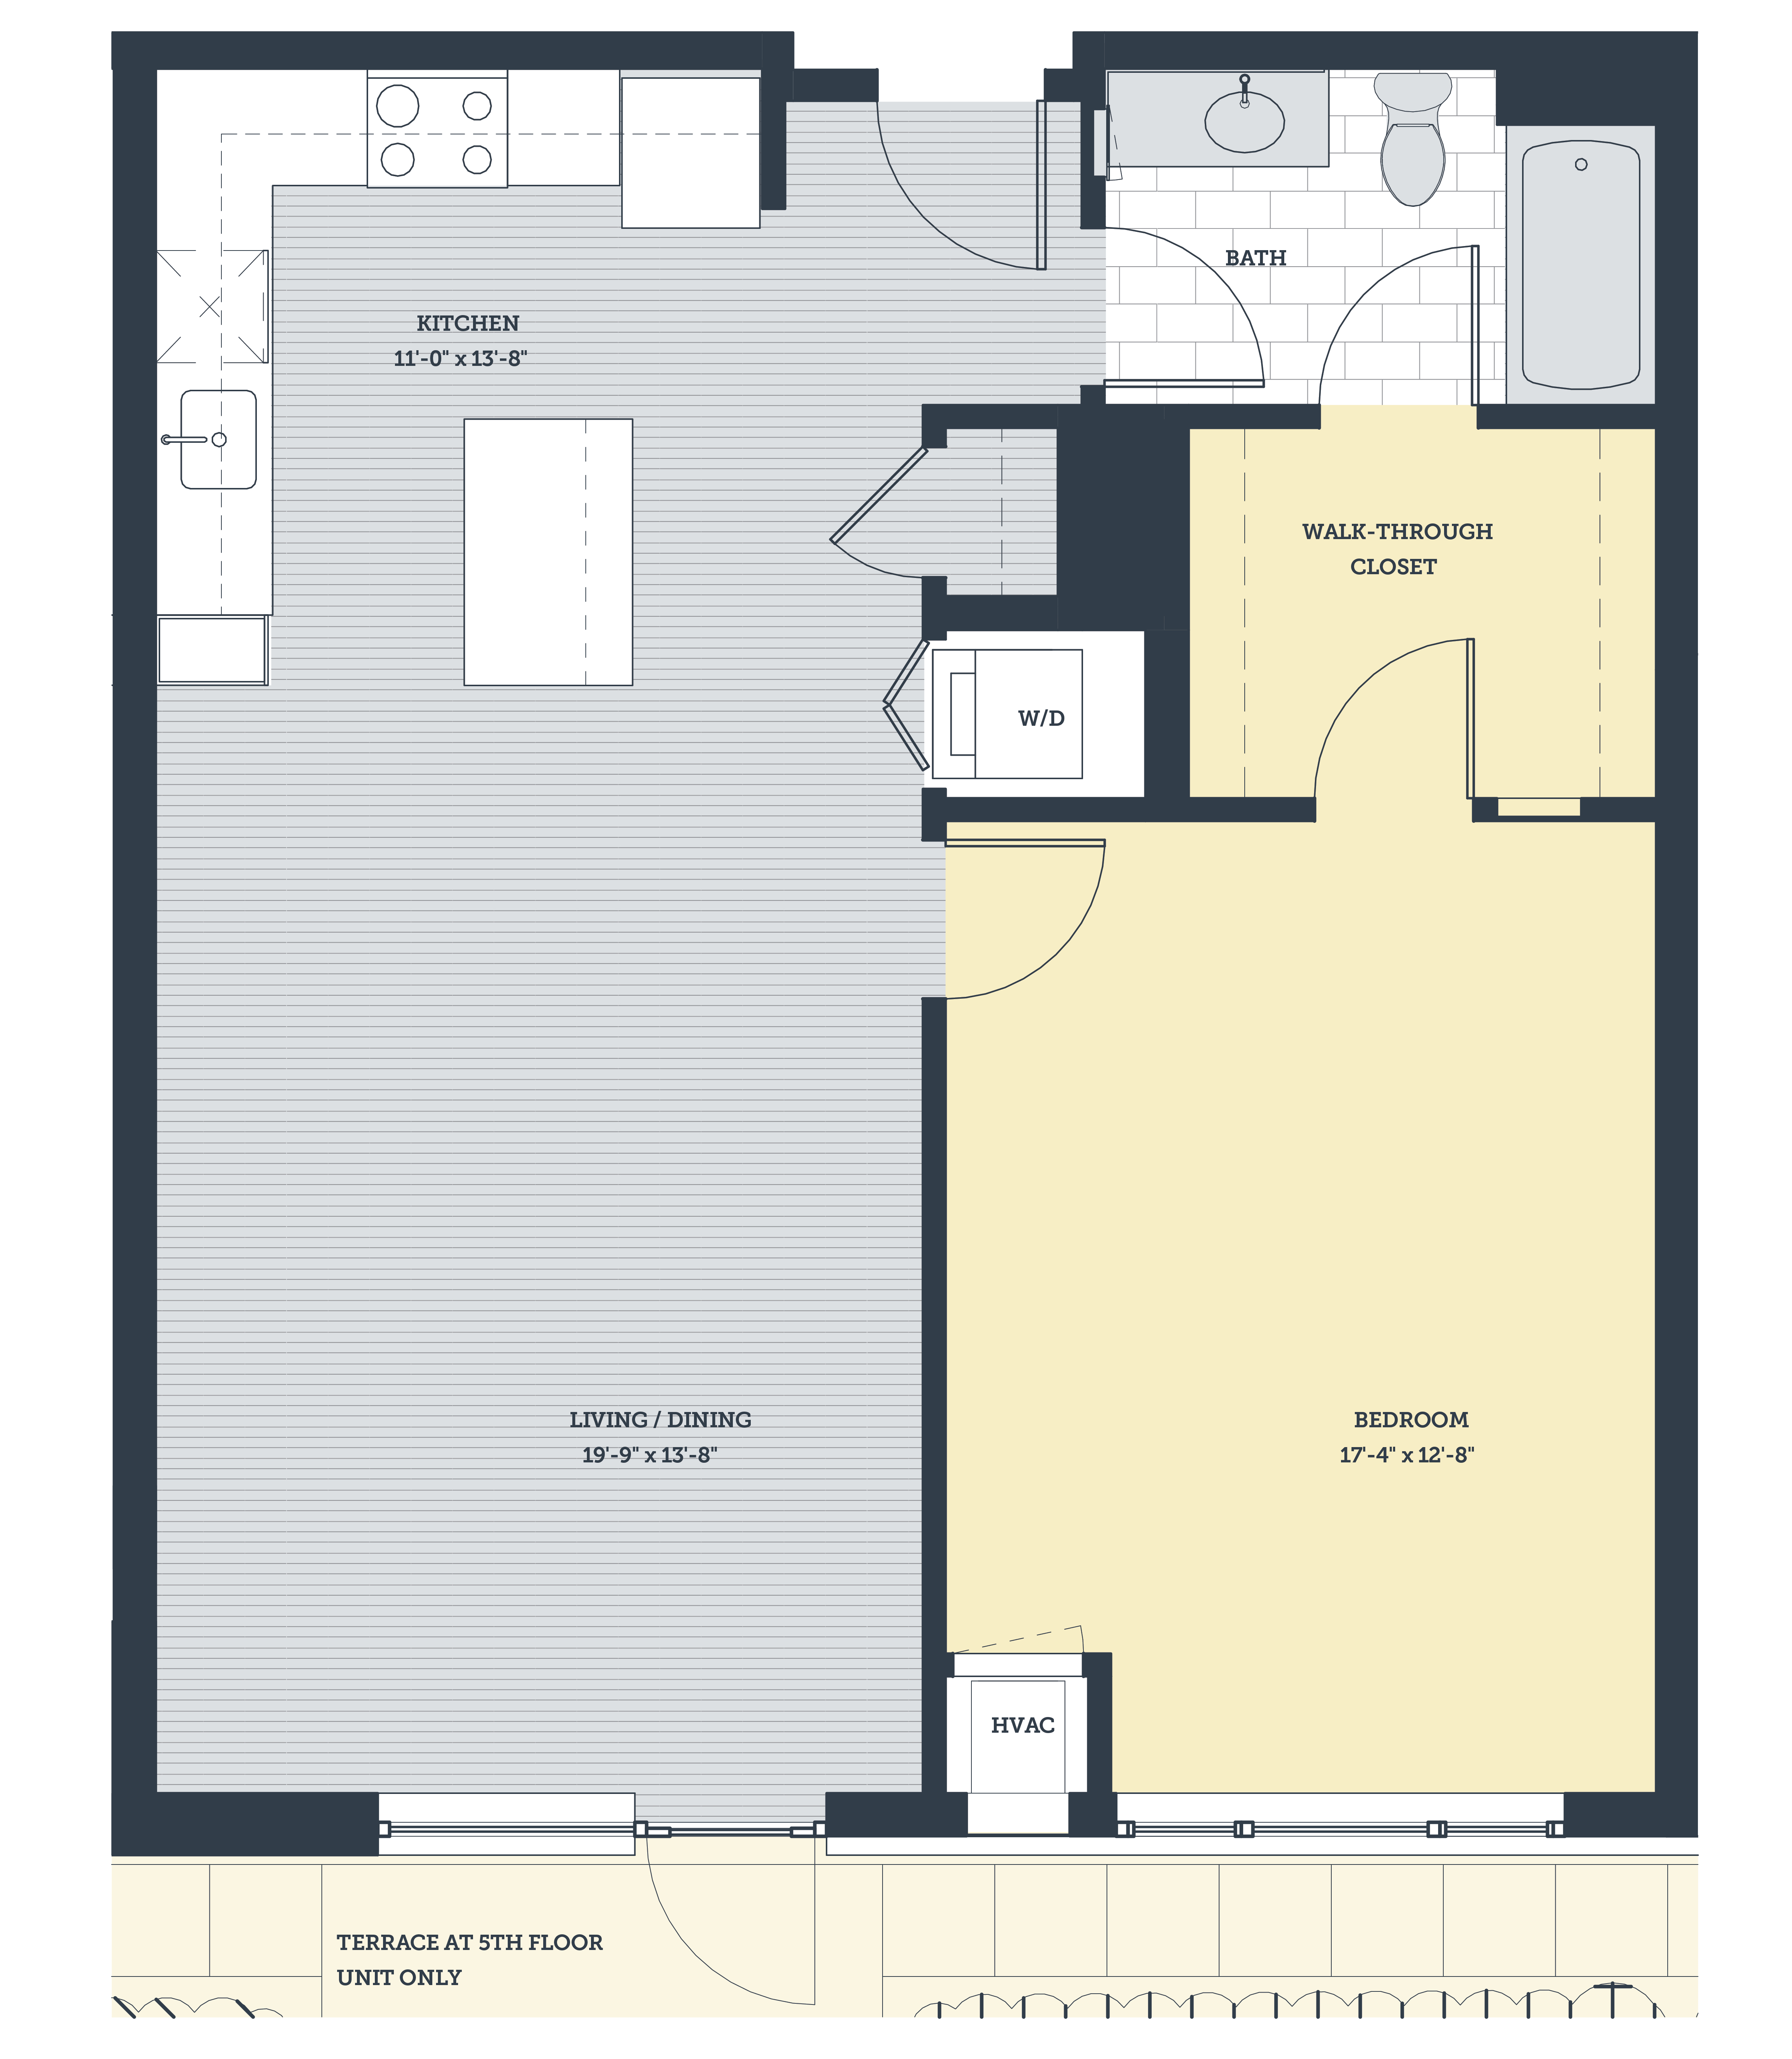 BATH
KITCHEN
11'-0" x 13'-8"
WALK-THROUGH
CLOSET
W/D
LIVING / DINING
19'-9" x 13'-8"
BEDROOM
17'-4" x 12'-8"
HVAC
TERRACE AT 5TH FLOOR
UNIT ONLY